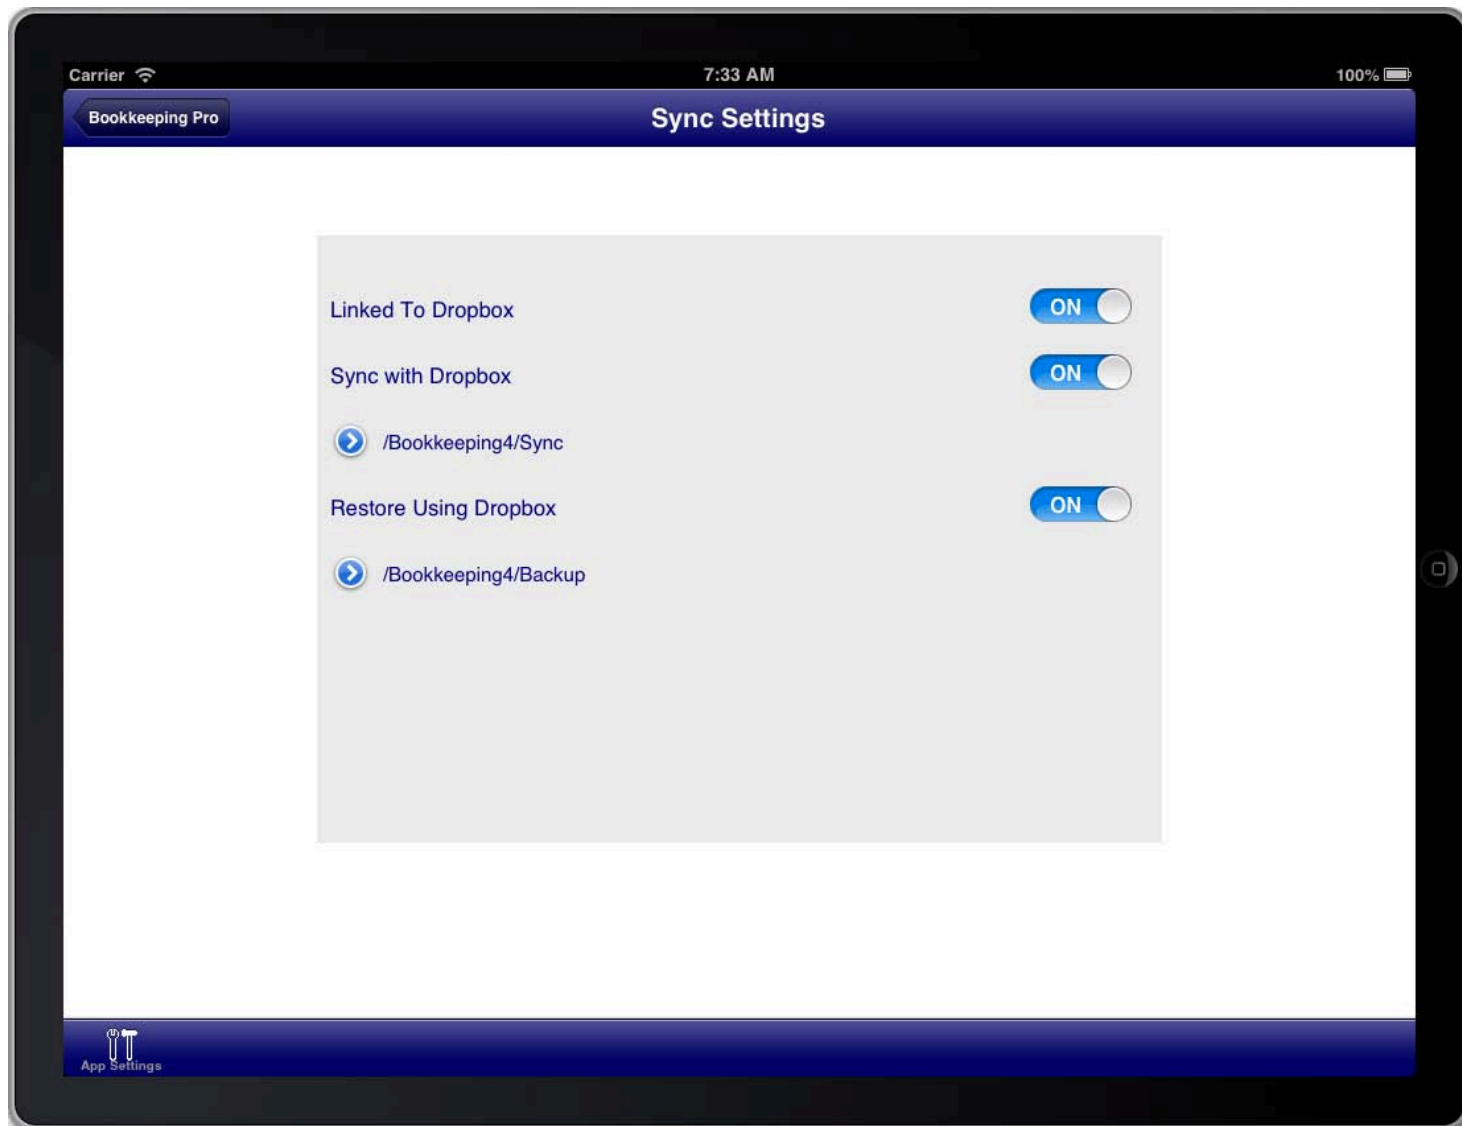 Carrier 7:33 AM 100%
Bookkeeping Pro Sync Settings
Linked To Dropbox ON
Sync with Dropbox ON
/Bookkeeping4/Sync
Restore Using Dropbox ON
/Bookkeeping4/Backup
App Settings